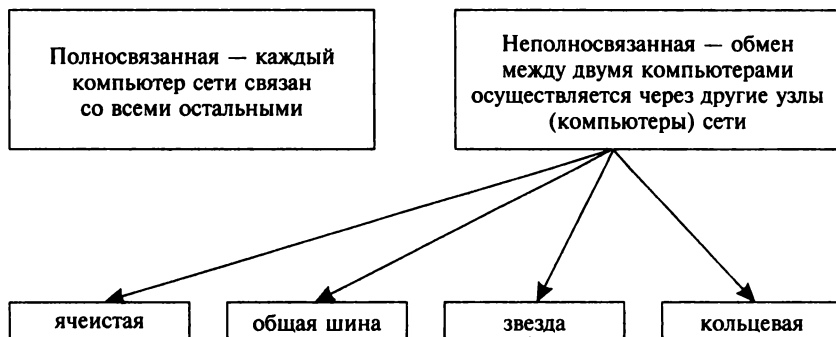 Полносвязанная — каждый
компьютер сети связан
со всеми остальными
Неполносвязанная — обмен
между двумя компьютерами
осуществляется через другие узлы
(компьютеры) сети
ячеистая
общая шина
звезда
кольцевая